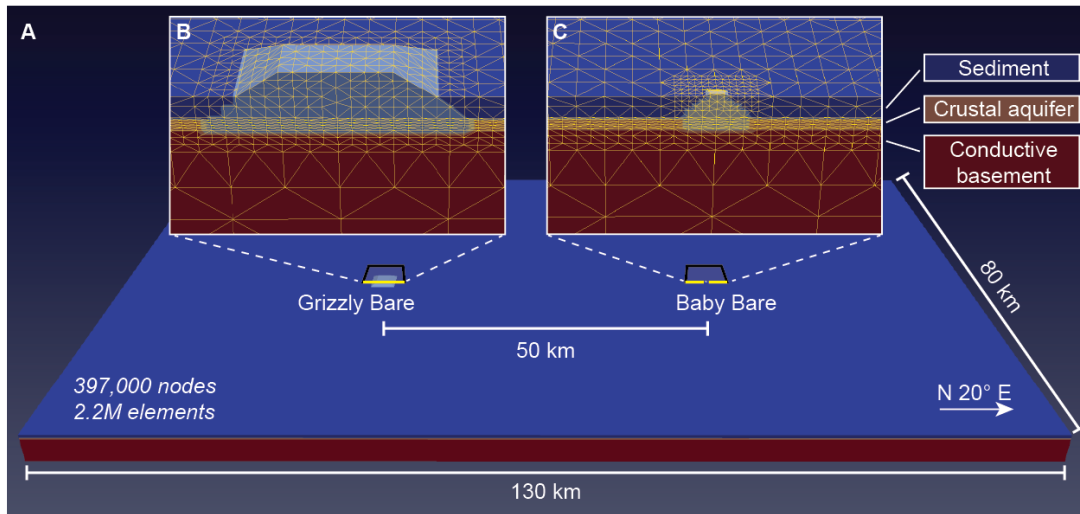 A
B
C
Sediment
Crustal aquifer
Conductive
basement
80 km
Grizzly Bare
Baby Bare
50 km
397,000 nodes
2.2M elements
N 20° E
130 km